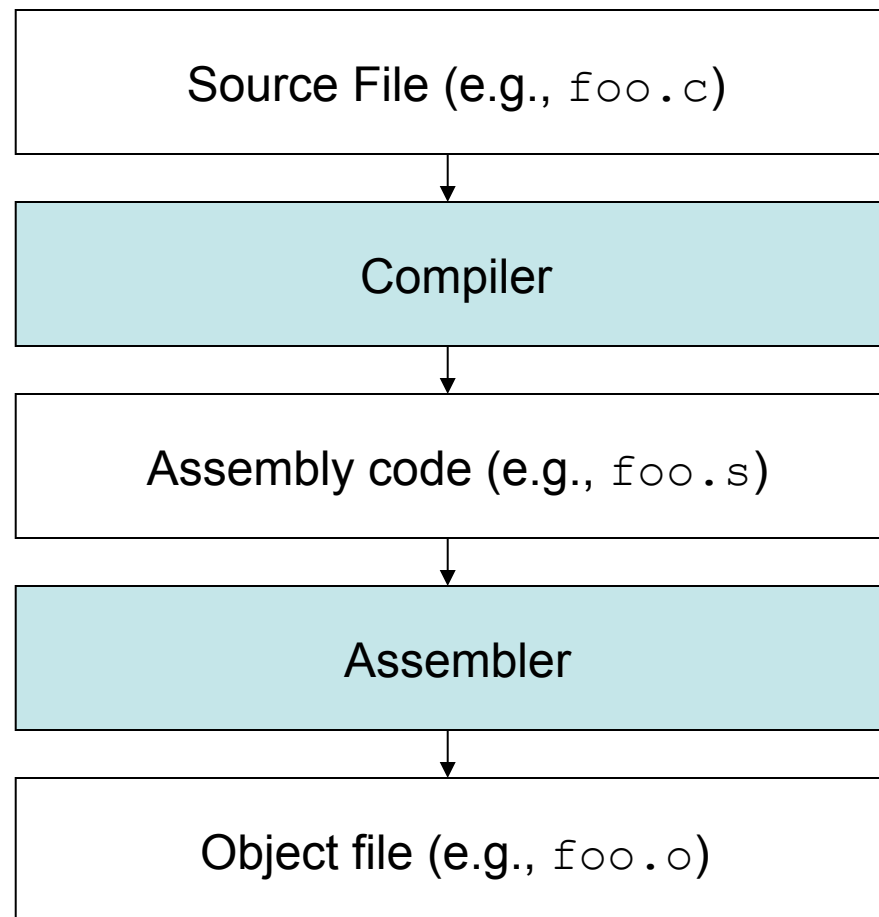 Source File (e.g., foo.c)
Compiler
Assembly code (e.g., foo.s)
Assembler
Object file (e.g., foo.o)